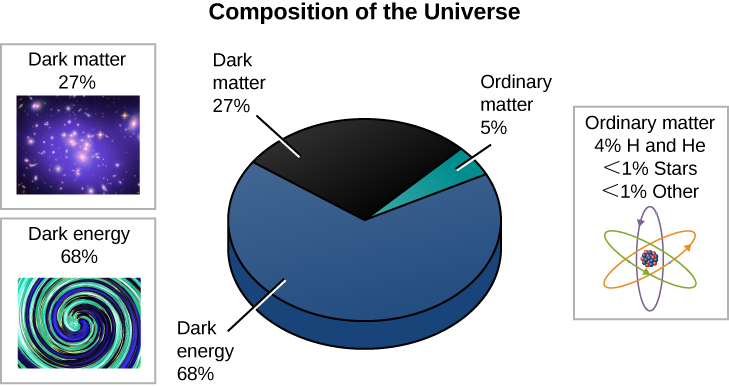 Composition of the Universe
Dark matter
27%
Dark energy
68%
Dark
matter
27%
Ordinary
matter
5%
Dark
energy
68%
Ordinary matter
4% H and He
<1% Stars
<1% Other